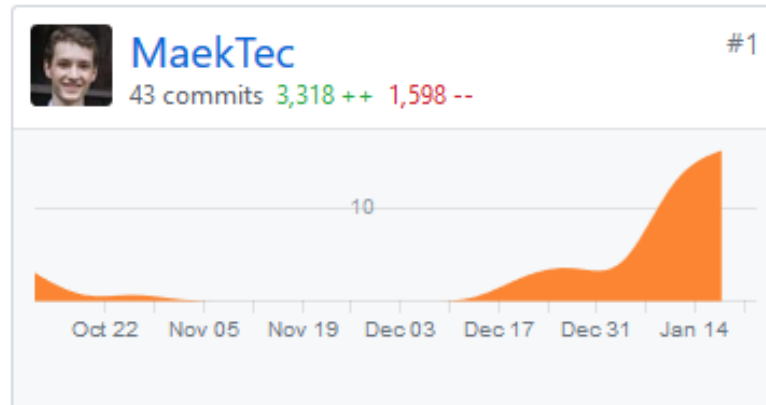 MaekTec #1
43 commits 3,318 ++ 1,598 --
10
Oct 22 Nov 05 Nov 19 Dec 03 Dec 17 Dec 31 Jan 14